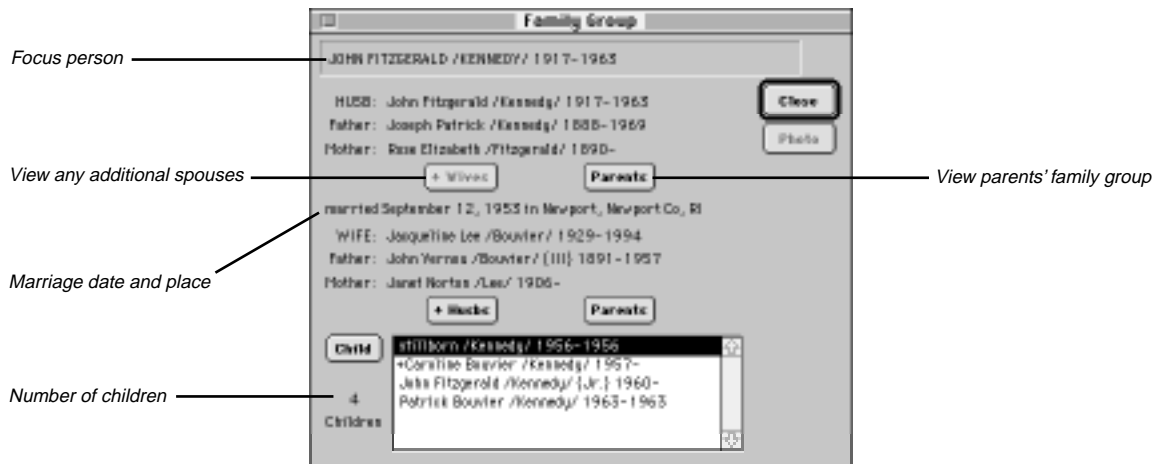 Family Group
Focus person
JOHN FITZGERALD /KENNEDY/ 1917-1963
HUSB: John Fitzgerald /Kennedy/ 1917-1963
Close
Father: Joseph Patrick /Kennedy/ 1888-1969
Photo
Mother: Rose Elizabeth /Fitzgerald/ 1890-
View any additional spouses
+ Wives
Parents
View parents' family group
married September 12, 1953 in Newport, Newport Co, RI
WIFE: Jacqueline Lee /Bouvier/ 1929-1994
Father: John Vernou /Bouvier/ {III} 1891-1957
Marriage date and place
Mother: Janet Norton /Lee/ 1906-
+ Husbs
Parents
Child
stillborn /Kennedy/ 1956-1956
+Caroline Bouvier /Kennedy/ 1957-
John Fitzgerald /Kennedy/ {Jr.} 1960-
Number of children
4
Patrick Bouvier /Kennedy/ 1963-1963
Children